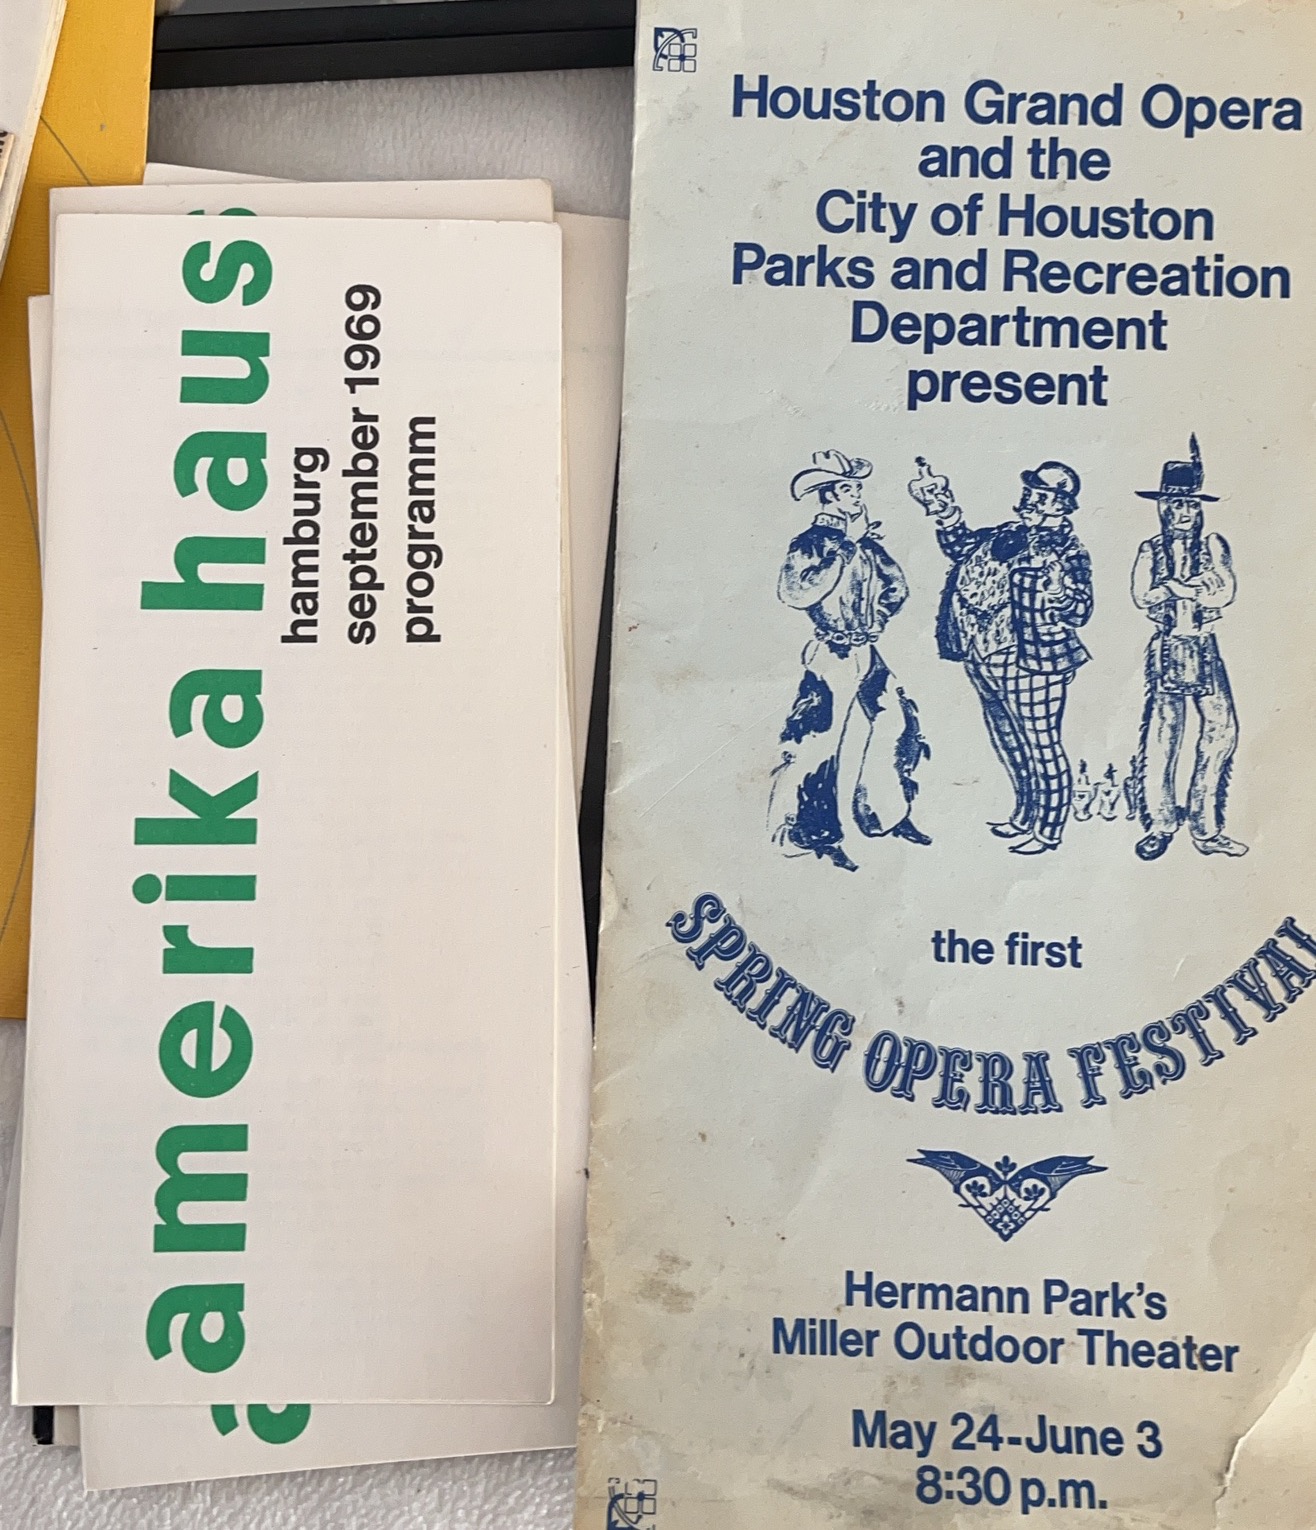 amerika haus
hamburg
september 1969
programm
Houston Grand Opera
and the
City of Houston
Parks and Recreation
Department
present
the first
SPRING OPERA FESTIVAL
Hermann Park's
Miller Outdoor Theater
May 24-June 3
8:30 p.m.